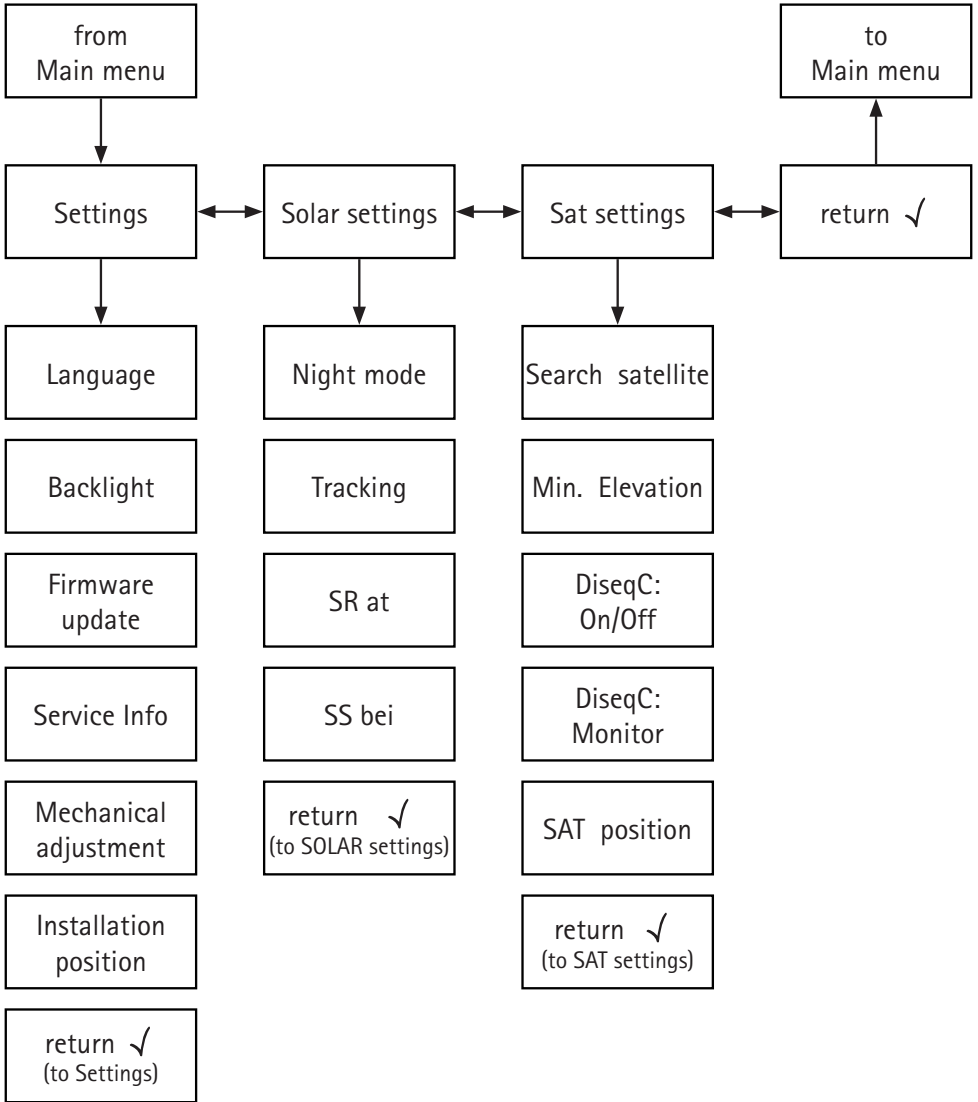 from
Main menu
to
Main menu
Settings
Solar settings
Sat settings
return ✓
Language
Backlight
Firmware
update
Service Info
Mechanical
adjustment
Installation
position
return ✓
(to Settings)
Night mode
Tracking
SR at
SS bei
return ✓
(to SOLAR settings)
Search satellite
Min. Elevation
DiseqC:
On/Off
DiseqC:
Monitor
SAT position
return ✓
(to SAT settings)